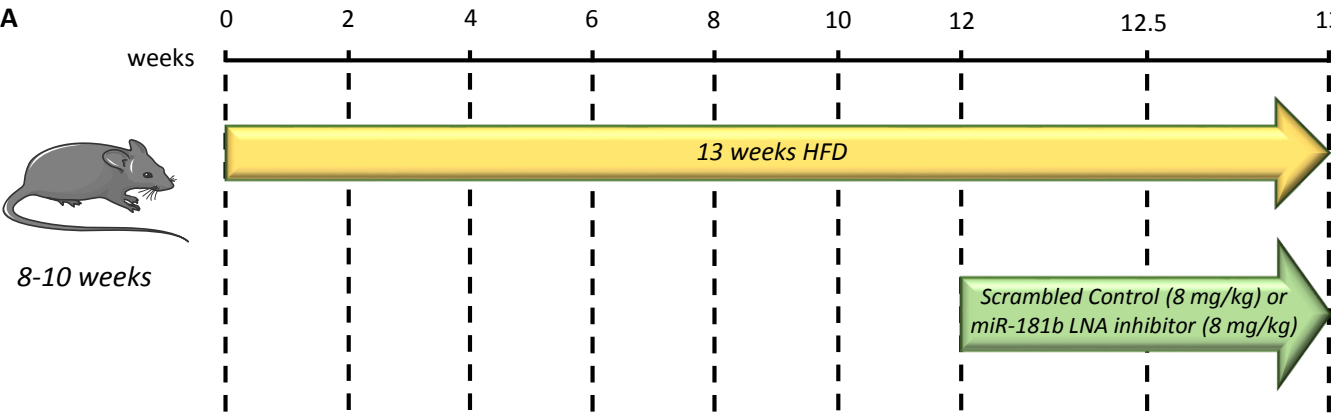 A
0 2 4 6 8 10 12 12.5
weeks
13 weeks HFD
8-10 weeks
Scrambled Control (8 mg/kg) or
miR-181b LNA inhibitor (8 mg/kg)